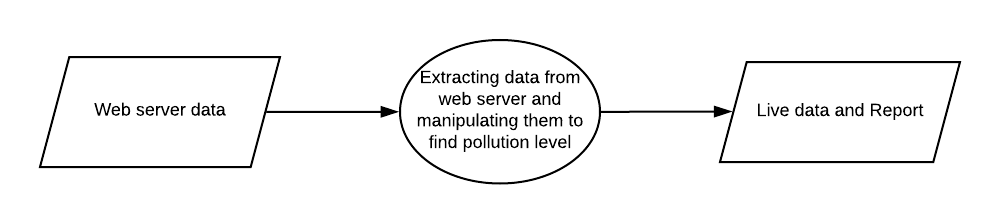 Web server data
Extracting data from
web server and
manipulating them to
find pollution level
Live data and Report